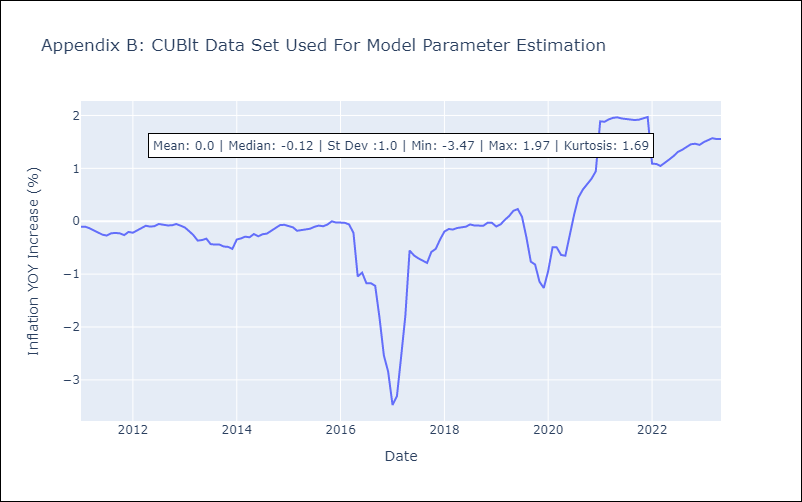 Appendix B: CUBlt Data Set Used For Model Parameter Estimation
Inflation YOY Increase (%)
2
1
0
−1
−2
−3
Mean: 0.0 | Median: -0.12 | St Dev :1.0 | Min: -3.47 | Max: 1.97 | Kurtosis: 1.69
2012 2014 2016 2018 2020 2022
Date